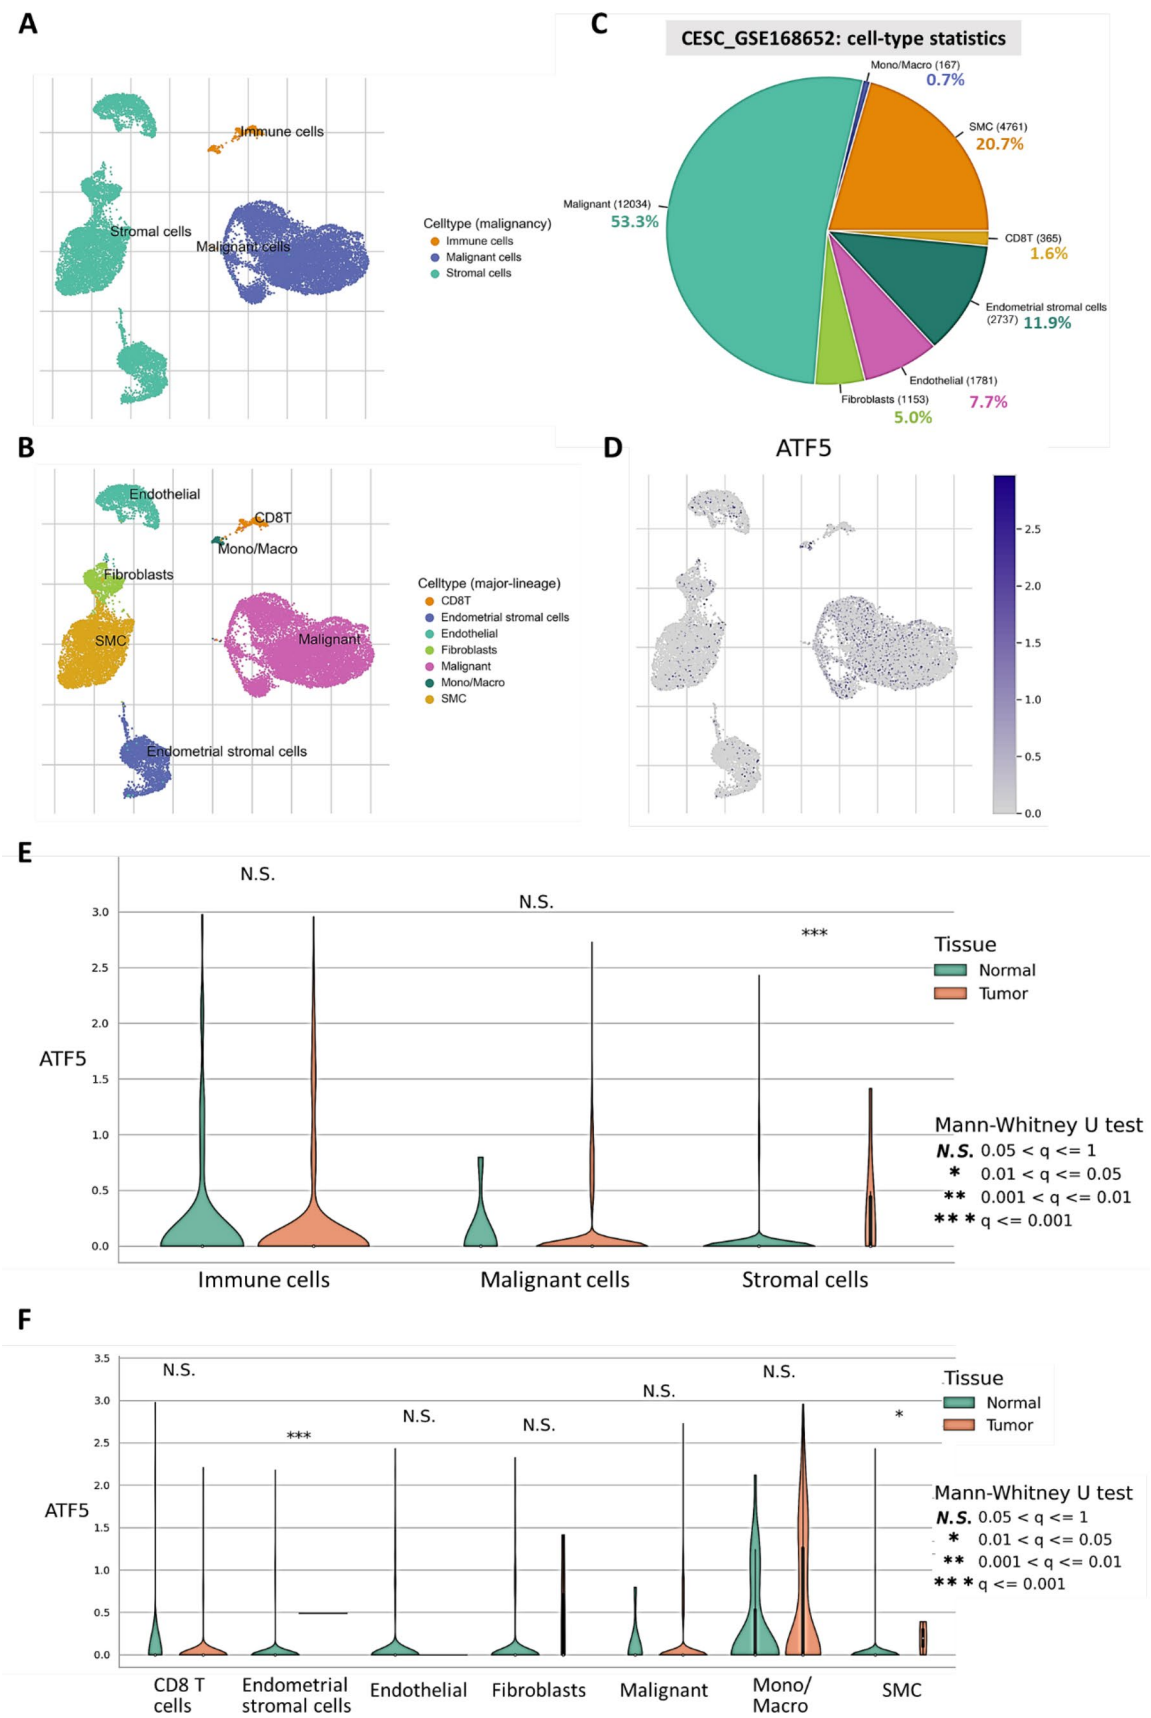 A
Immune cells
Stromal cells
Malignant cells
Celltype (malignancy)
Immune cells
Malignant cells
Stromal cells
C
CESC_GSE168652: cell-type statistics
Mono/Macro (167)
0.7%
SMC (4761)
20.7%
Malignant (12034)
53.3%
CD8T (365)
1.6%
Endometrial stromal cells
(2737) 11.9%
Endothelial (1781)
7.7%
Fibroblasts (1153)
5.0%
B
Endothelial
CD8T
Mono/Macro
Fibroblasts
SMC
Malignant
Endometrial stromal cells
Celltype (major-lineage)
CD8T
Endometrial stromal cells
Endothelial
Fibroblasts
Malignant
Mono/Macro
SMC
D
ATF5
2.5
2.0
1.5
1.0
0.5
0.0
E
N.S.
N.S.
***
3.0
2.5
2.0
1.5
1.0
0.5
0.0
ATF5
Immune cells
Malignant cells
Stromal cells
Tissue
Normal
Tumor
Mann-Whitney U test
N.S. 0.05 < q <= 1
* 0.01 < q <= 0.05
** 0.001 < q <= 0.01
*** q <= 0.001
F
N.S.
***
N.S.
N.S.
N.S.
N.S.
*
3.5
3.0
2.5
2.0
1.5
1.0
0.5
0.0
ATF5
CD8 T
cells
Endometrial
stromal cells
Endothelial
Fibroblasts
Malignant
Mono/
Macro
SMC
Tissue
Normal
Tumor
Mann-Whitney U test
N.S. 0.05 < q <= 1
* 0.01 < q <= 0.05
** 0.001 < q <= 0.01
*** q <= 0.001